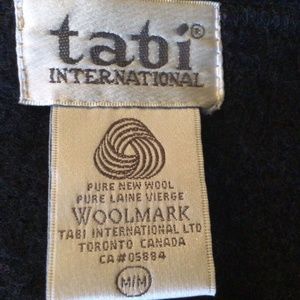 tabi®
INTERNATIONAL
PURE NEW WOOL
PURE LAINE VIERGE
WOOLMARK
TABI INTERNATIONAL LTD
TORONTO CANADA
CA#05884
M/M